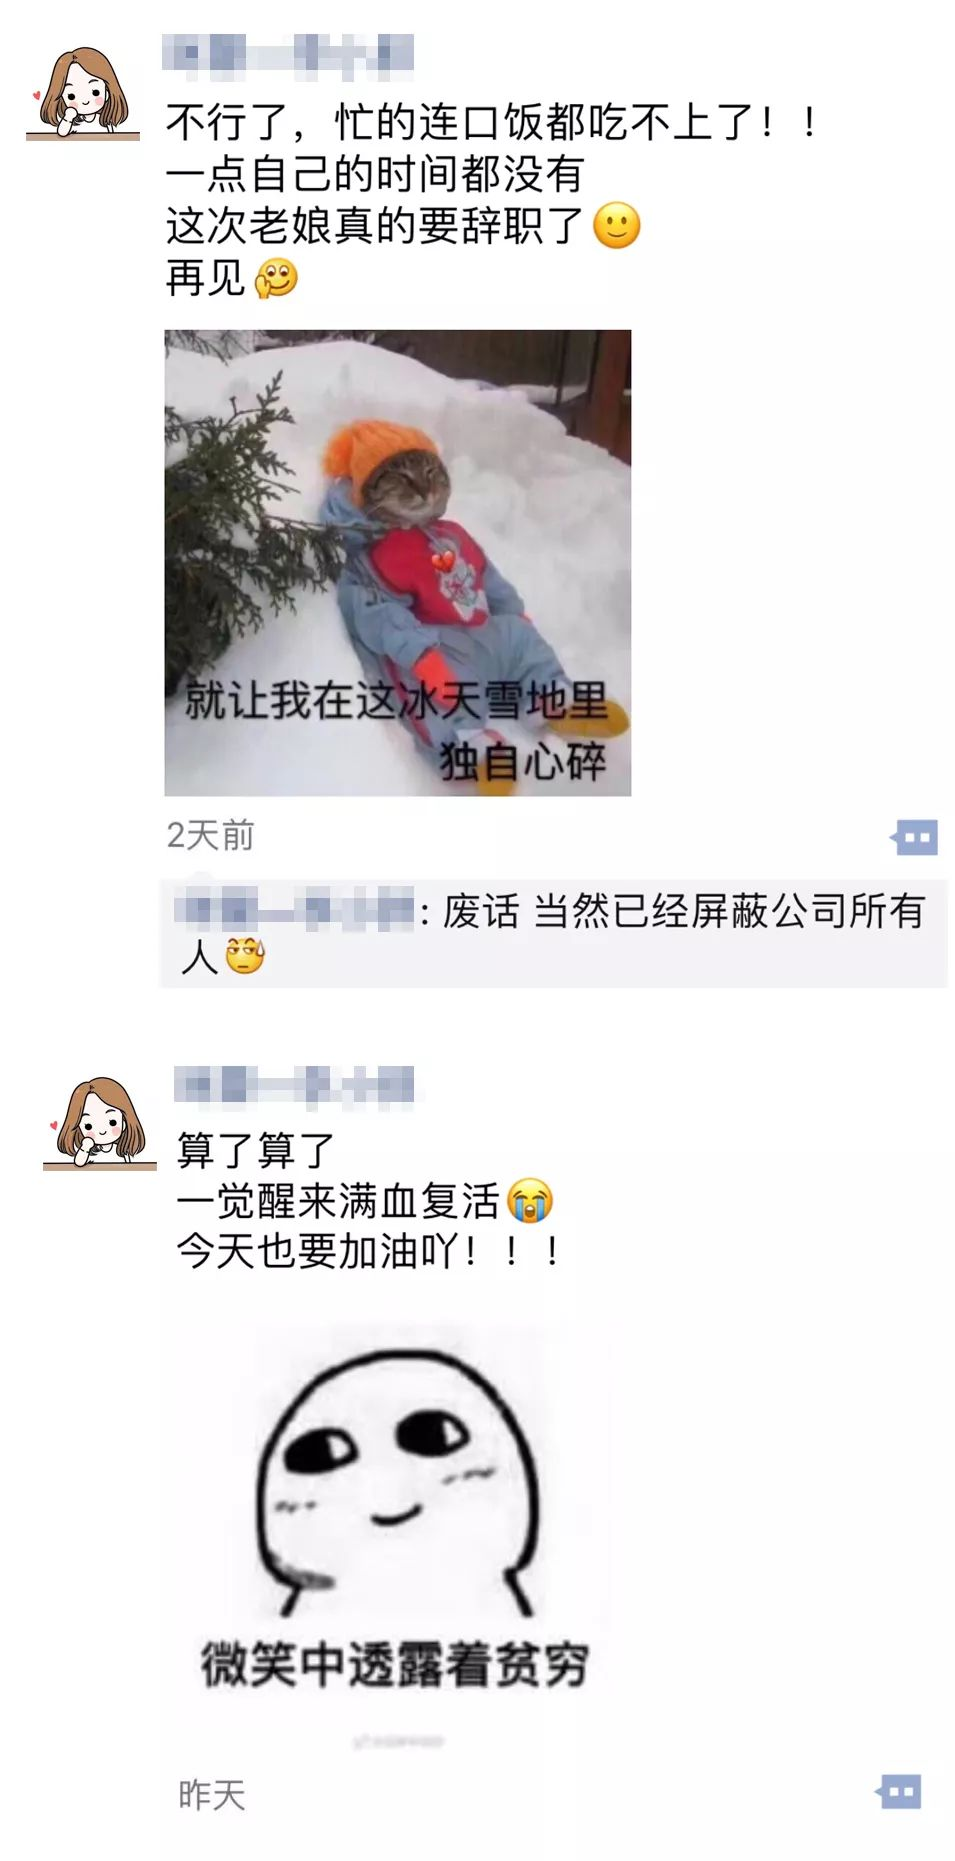 不行了，忙的连口饭都吃不上了！！
一点自己的时间都没有
这次老娘真的要辞职了
再见
就让我在这冰天雪地里
独自心碎
2天前
: 废话 当然已经屏蔽公司所有
人
算了算了
一觉醒来满血复活
今天也要加油吖！！！
微笑中透露着贫穷
昨天